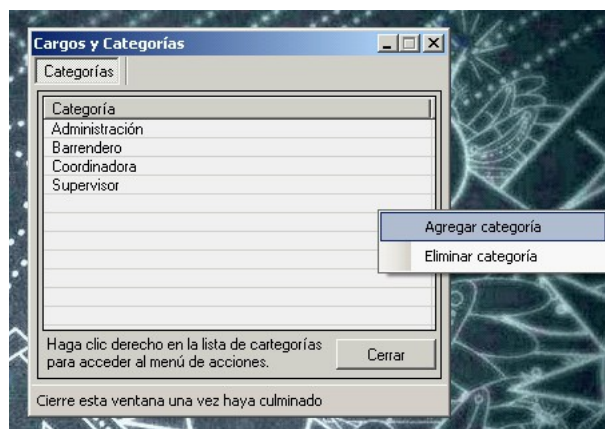 Cargos y Categorías
Categorías
Categoría
Administración
Barrendero
Coordinadora
Supervisor
Agregar categoría
Eliminar categoría
Haga clic derecho en la lista de cartegorías
para acceder al menú de acciones.
Cerrar
Cierre esta ventana una vez haya culminado